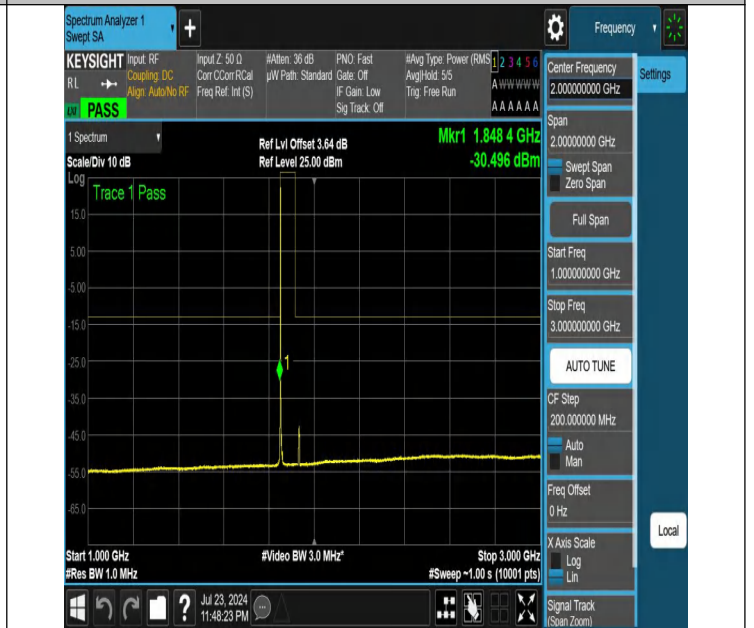 Spectrum Analyzer 1
Swept SA
Frequency
KEYSIGHT
RL
LXI
PASS
Input: RF
Coupling: DC
Align: Auto/No RF
Input Z: 50 Ω
Corr CCorr RCal
Freq Ref: Int (S)
#Atten: 36 dB
µW Path: Standard
PNO: Fast
Gate: Off
IF Gain: Low
Sig Track: Off
#Avg Type: Power (RMS
Avg|Hold: 5/5
Trig: Free Run
1 2 3 4 5 6
A W W W W W
A A A A A A
1 Spectrum
Scale/Div 10 dB
Ref Lvl Offset 3.64 dB
Ref Level 25.00 dBm
Mkr1 1.848 4 GHz
-30.496 dBm
Log
Trace 1 Pass
15.0
5.00
-5.00
-15.0
-25.0
-35.0
-45.0
-55.0
-65.0
1
Start 1.000 GHz
#Res BW 1.0 MHz
#Video BW 3.0 MHz*
Stop 3.000 GHz
#Sweep ~1.00 s (10001 pts)
Center Frequency
2.000000000 GHz
Settings
Span
2.00000000 GHz
Swept Span
Zero Span
Full Span
Start Freq
1.000000000 GHz
Stop Freq
3.000000000 GHz
AUTO TUNE
CF Step
200.000000 MHz
Auto
Man
Freq Offset
0 Hz
X Axis Scale
Log
Lin
Signal Track
(Span Zoom)
Local
?
Jul 23, 2024
11:48:23 PM